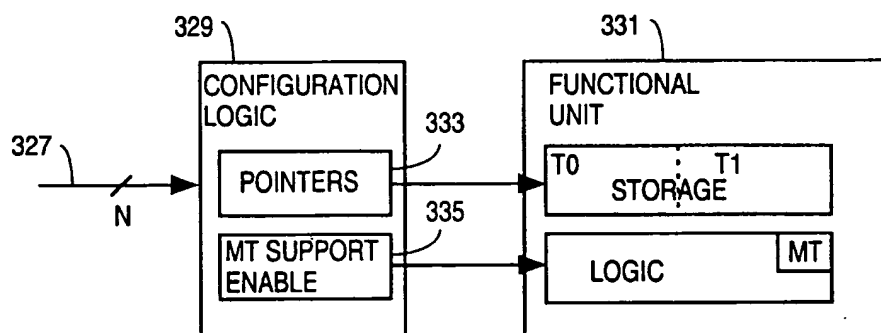 329
331
CONFIGURATION
LOGIC
FUNCTIONAL
UNIT
327
333
N
POINTERS
T0
T1
STORAGE
335
MT SUPPORT
ENABLE
LOGIC
MT